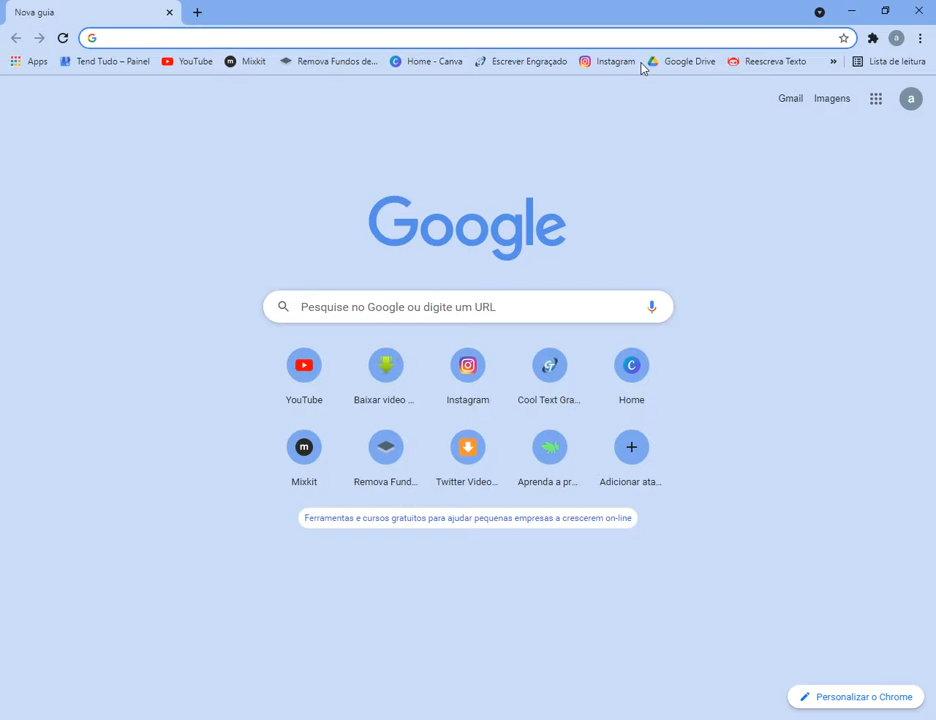 Nova guia
Apps Tend Tudo – Painel YouTube Mixkit Remova Fundos de... Home - Canva Escrever Engraçado Instagram Google Drive Reescreva Texto » Lista de leitura
a
Gmail Imagens a
Google
Pesquise no Google ou digite um URL
YouTube Baixar video ... Instagram Cool Text Gra... Home
Mixkit Remova Fund... Twitter Video... Aprenda a pr... Adicionar ata...
Ferramentas e cursos gratuitos para ajudar pequenas empresas a crescerem on-line
Personalizar o Chrome